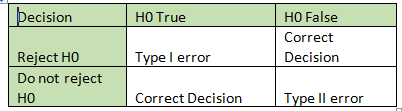 Decision H0 True H0 False
Reject H0 Type I error Correct Decision
Do not reject H0 Correct Decision Type II error